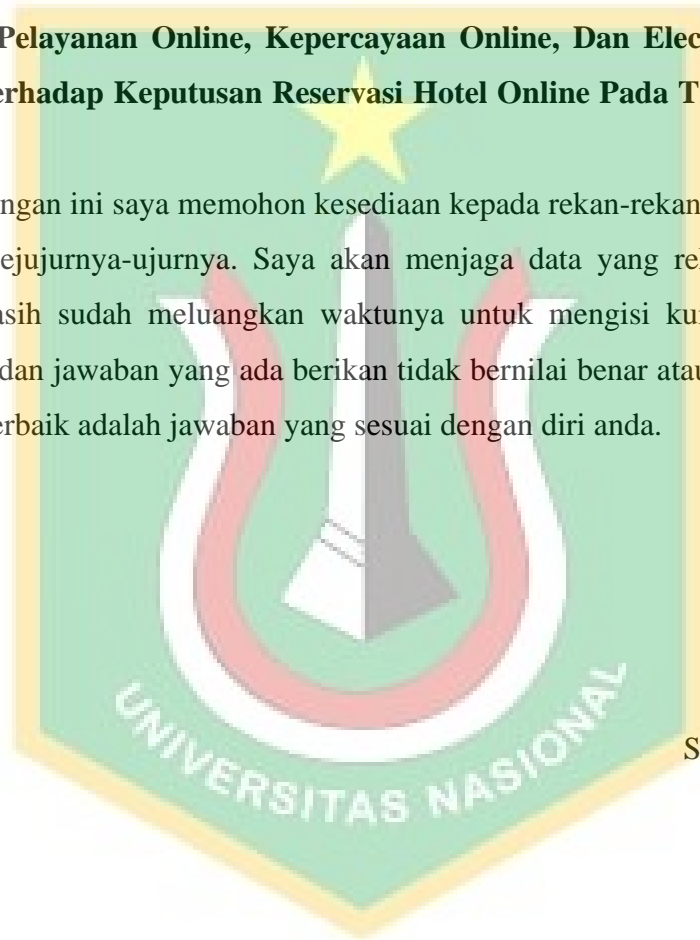 Pelayanan Online, Kepercayaan Online, Dan Elec
erhadap Keputusan Reservasi Hotel Online Pada T
ngan ini saya memohon kesediaan kepada rekan-rekan
ejujurnya-ujurnya. Saya akan menjaga data yang re
asih sudah meluangkan waktunya untuk mengisi ku
dan jawaban yang ada berikan tidak bernilai benar atau
erbaik adalah jawaban yang sesuai dengan diri anda.
S
UNIVERSITAS NASIONAL